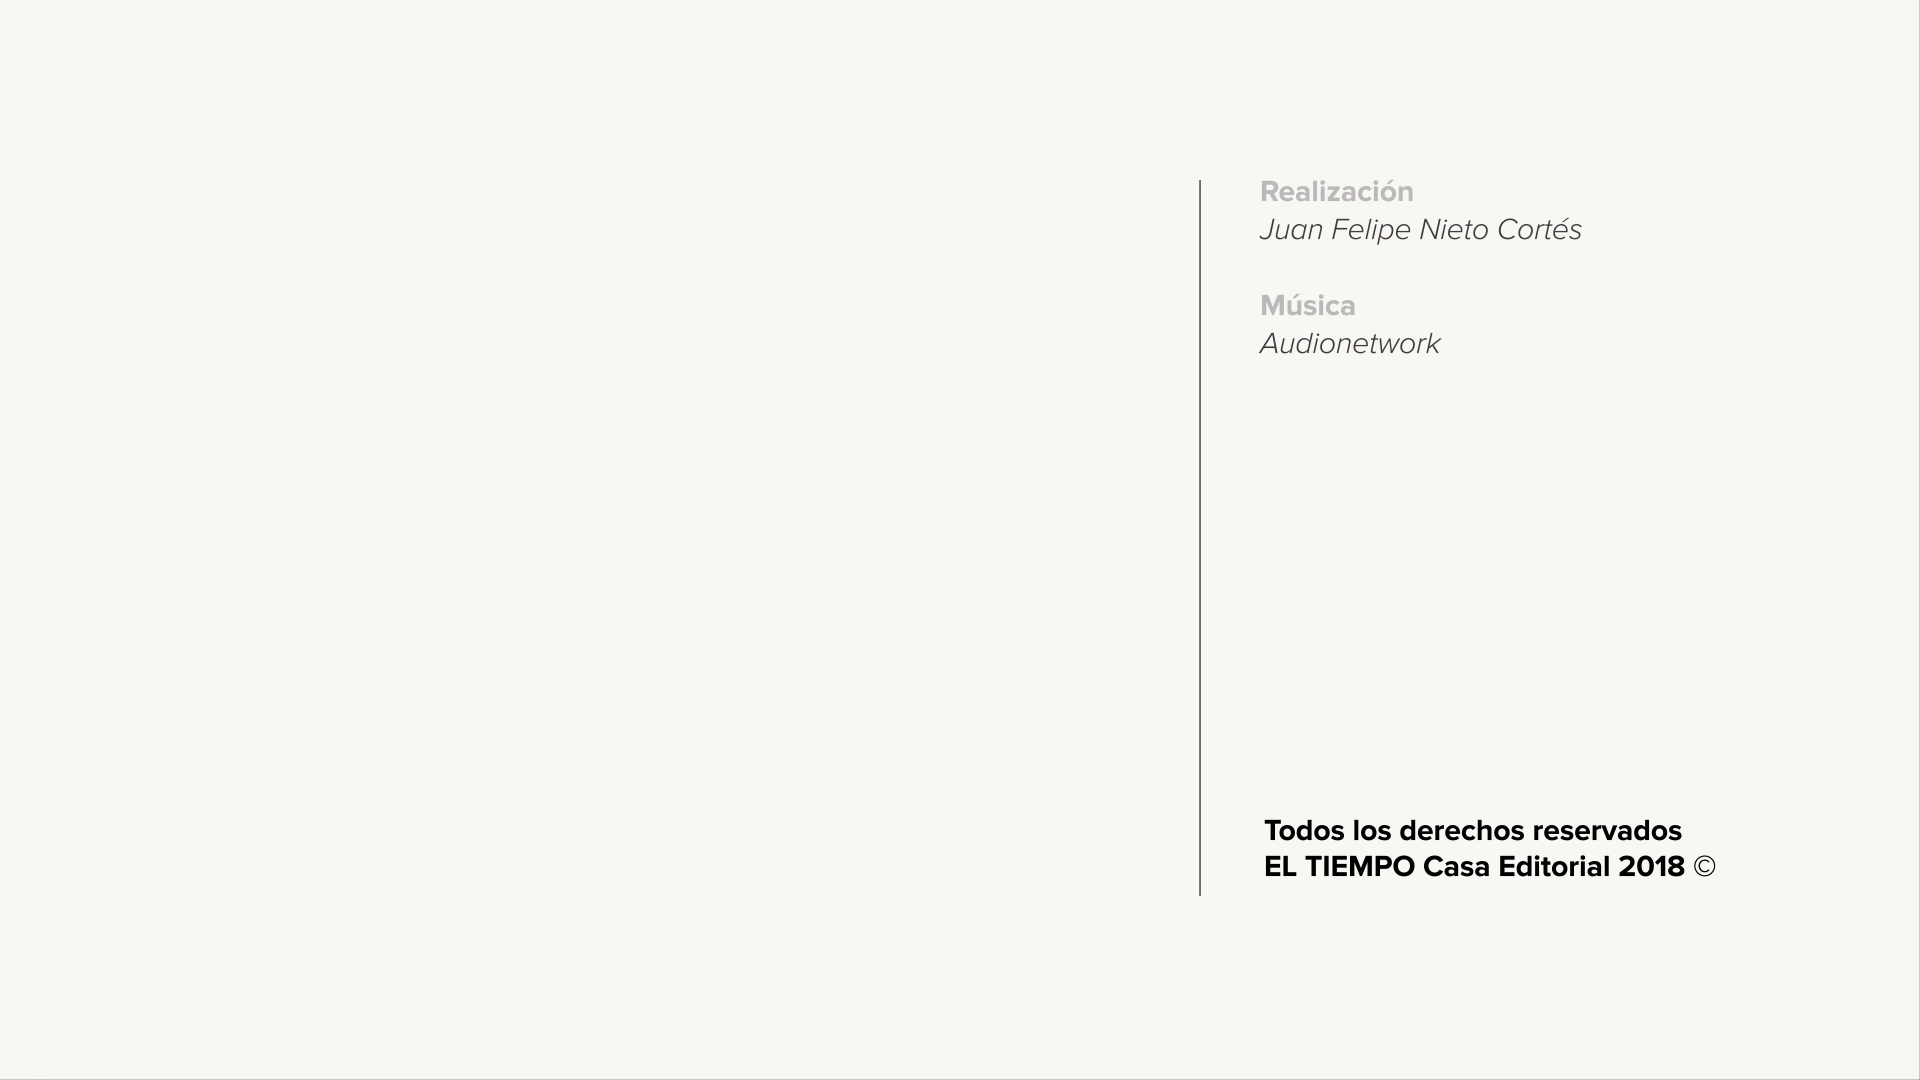 Realización
Juan Felipe Nieto Cortés
Música
Audionetwork
Todos los derechos reservados
EL TIEMPO Casa Editorial 2018 ©